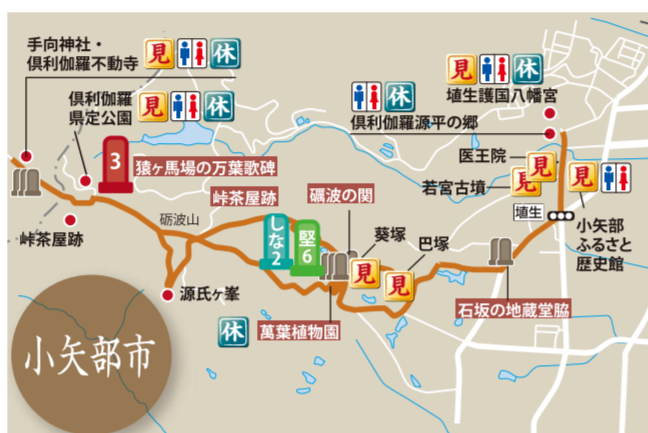 手向神社・
倶利伽羅不動寺
見
休
倶利伽羅
県定公園
見
休
3
猿ヶ馬場の万葉歌碑
峠茶屋跡
峠茶屋跡
砺波山
源氏ヶ峯
しな2
堅6
礪波の関
葵塚
見
巴塚
見
休
萬葉植物園
石坂の地蔵堂脇
見
休
埴生護国八幡宮
休
倶利伽羅源平の郷
医王院
見
若宮古墳
見
埴生
見
小矢部
ふるさと
歴史館
小矢部市